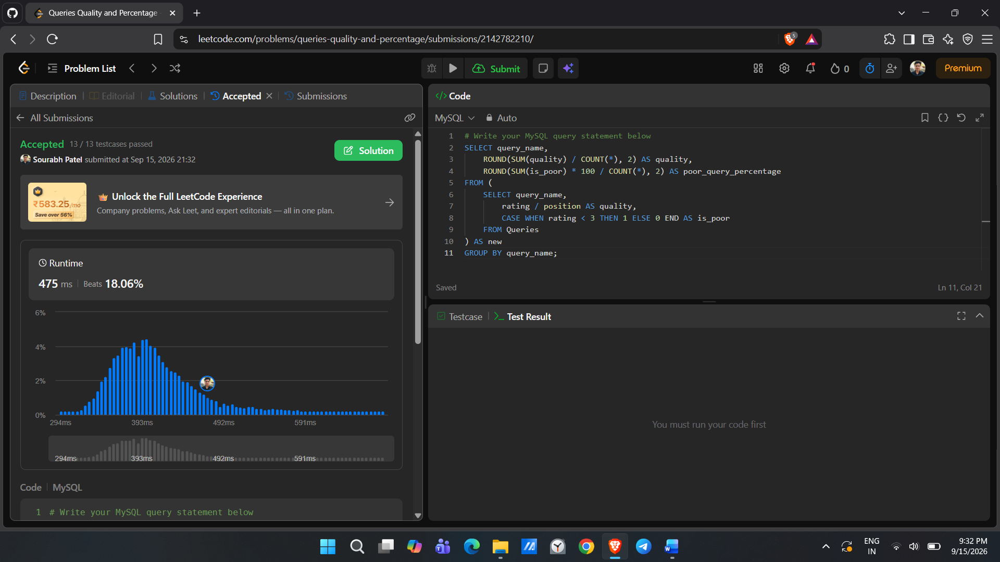 Queries Quality and Percentage
leetcode.com/problems/queries-quality-and-percentage/submissions/2142782210/
5
Problem List
Submit
0
Premium
Description
Editorial
Solutions
Accepted
Submissions
All Submissions
Accepted 13 / 13 testcases passed
Sourabh Patel submitted at Sep 15, 2026 21:32
Solution
₹583.25/mo
Save over 56%
Unlock the Full LeetCode Experience
Company problems, Ask Leet, and expert editorials — all in one plan.
Runtime
475 ms Beats 18.06%
6%
4%
2%
0%
294ms 393ms 492ms 591ms
294ms 393ms 492ms 591ms
Code MySQL
1 # Write your MySQL query statement below
</> Code
MySQL Auto
1 # Write your MySQL query statement below
2 SELECT query_name,
3 ROUND(SUM(quality) / COUNT(*), 2) AS quality,
4 ROUND(SUM(is_poor) * 100 / COUNT(*), 2) AS poor_query_percentage
5 FROM (
6 SELECT query_name,
7 rating / position AS quality,
8 CASE WHEN rating < 3 THEN 1 ELSE 0 END AS is_poor
9 FROM Queries
10 ) AS new
11 GROUP BY query_name;
Saved
Ln 11, Col 21
Testcase
Test Result
You must run your code first
ENG
IN
9:32 PM
9/15/2026